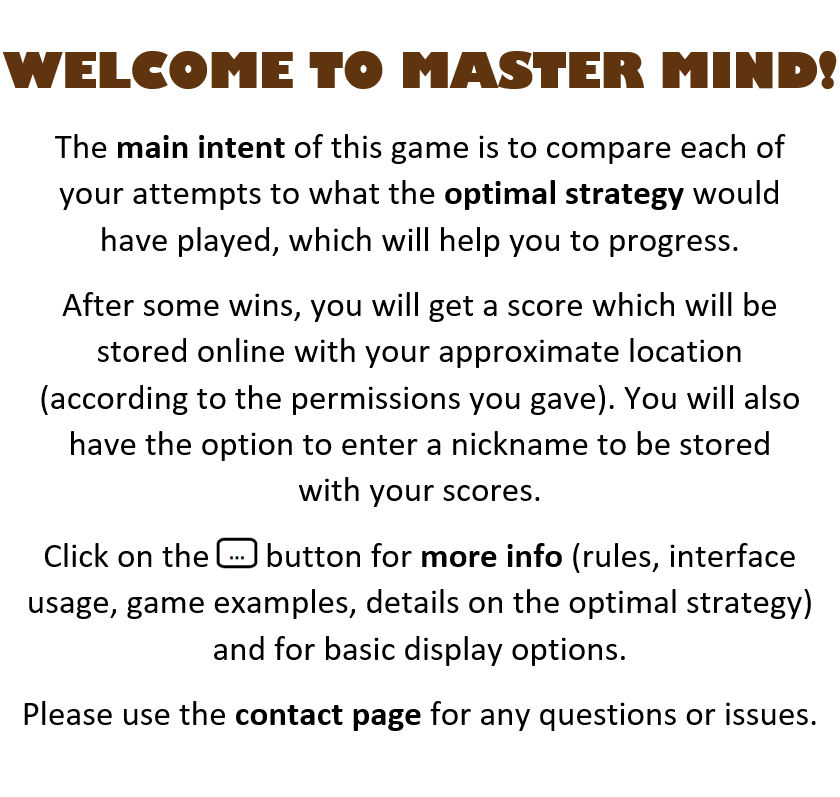 WELCOME TO MASTER MIND!
The main intent of this game is to compare each of
your attempts to what the optimal strategy would
have played, which will help you to progress.
After some wins, you will get a score which will be
stored online with your approximate location
(according to the permissions you gave). You will also
have the option to enter a nickname to be stored
with your scores.
Click on the ... button for more info (rules, interface
usage, game examples, details on the optimal strategy)
and for basic display options.
Please use the contact page for any questions or issues.